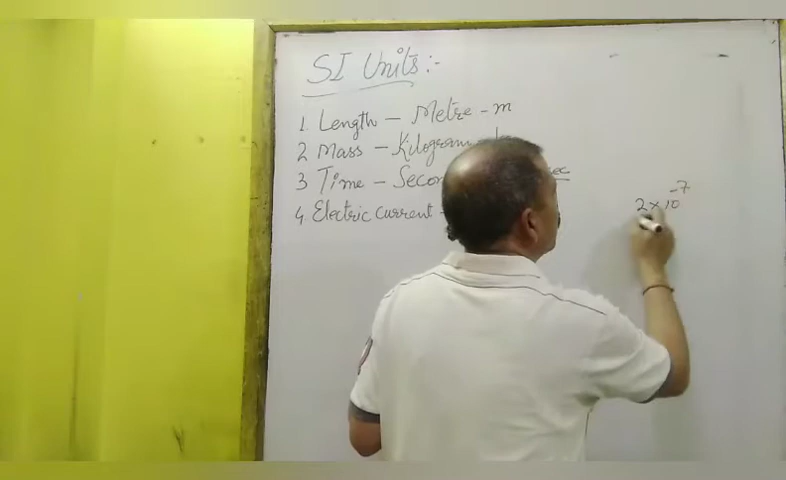 SI Units :-
1. Length - Metre - m
2 Mass - Kilogram
3 Time - Secon
4. Electric current -
2 × 10⁻⁷